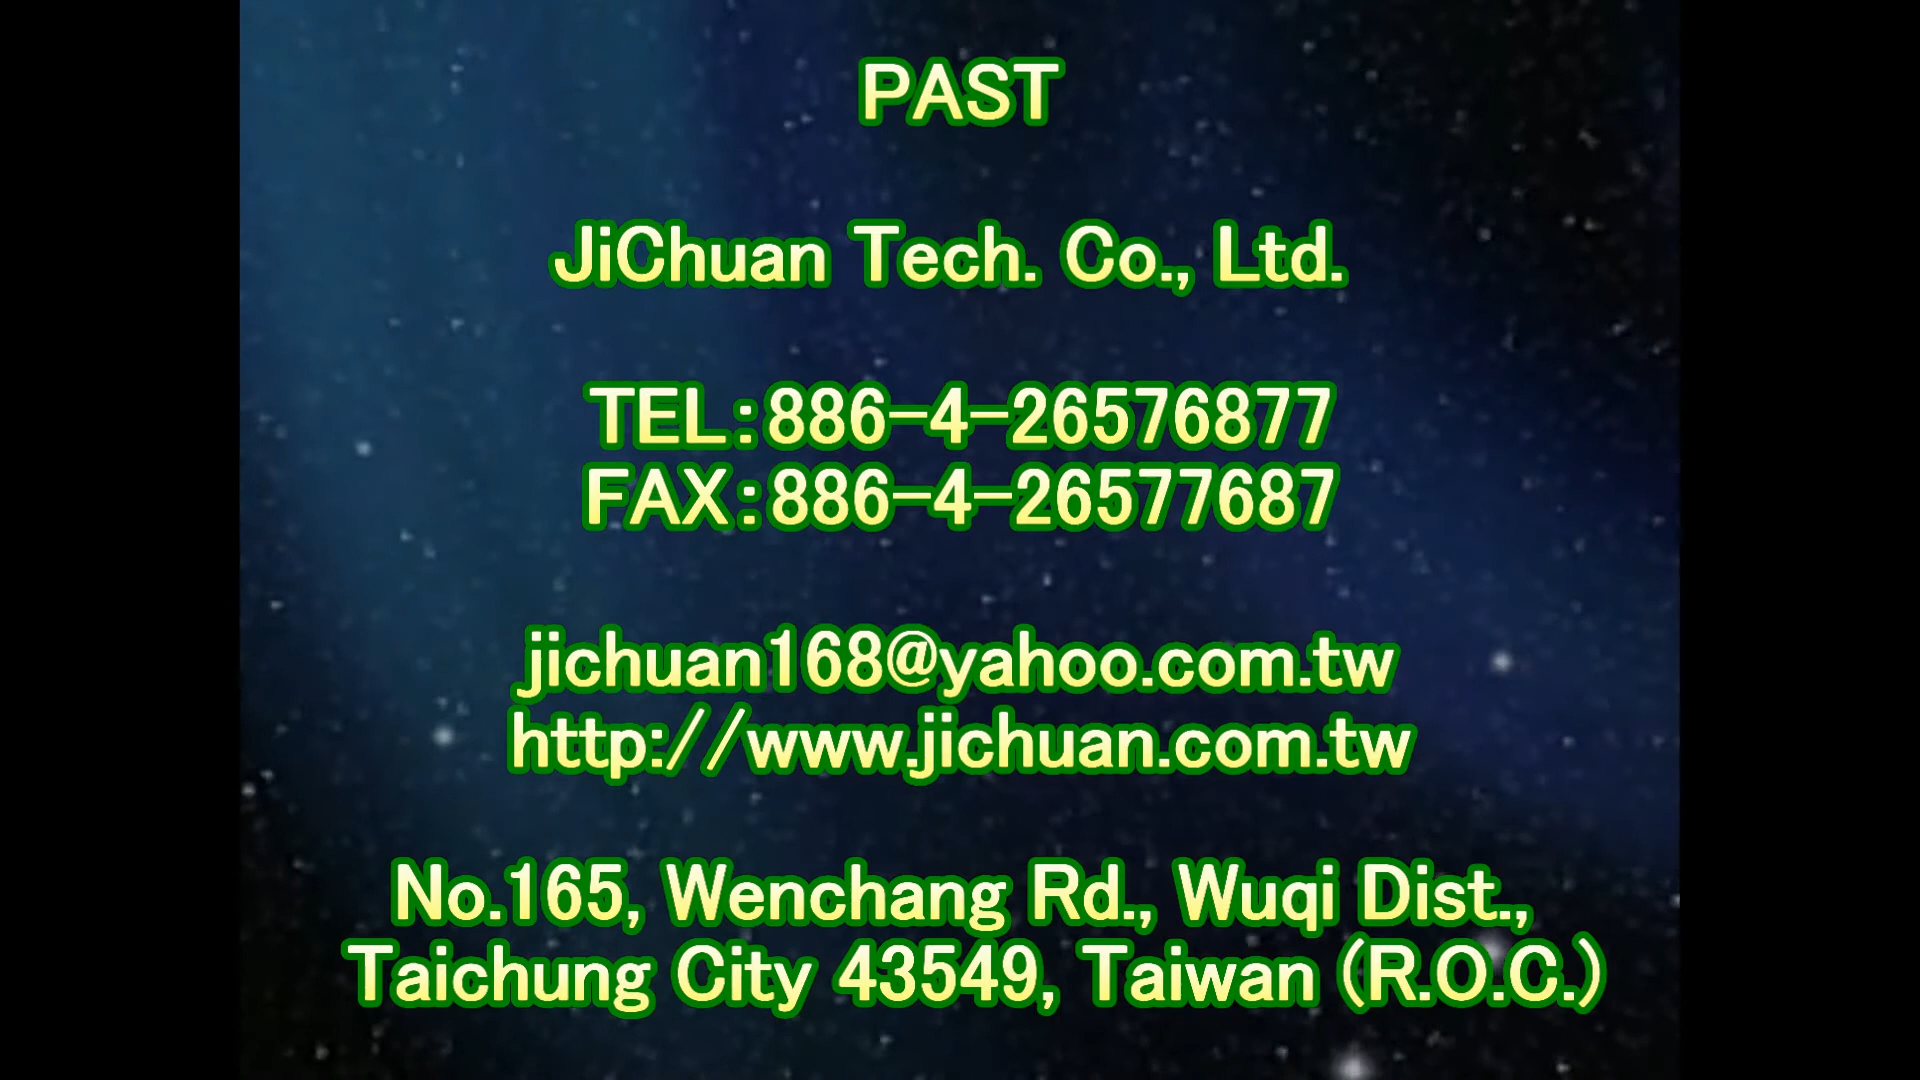 PAST
JiChuan Tech. Co., Ltd.
TEL:886-4-26576877
FAX:886-4-26577687
jichuan168@yahoo.com.tw
http://www.jichuan.com.tw
No.165, Wenchang Rd., Wuqi Dist.,
Taichung City 43549, Taiwan (R.O.C.)